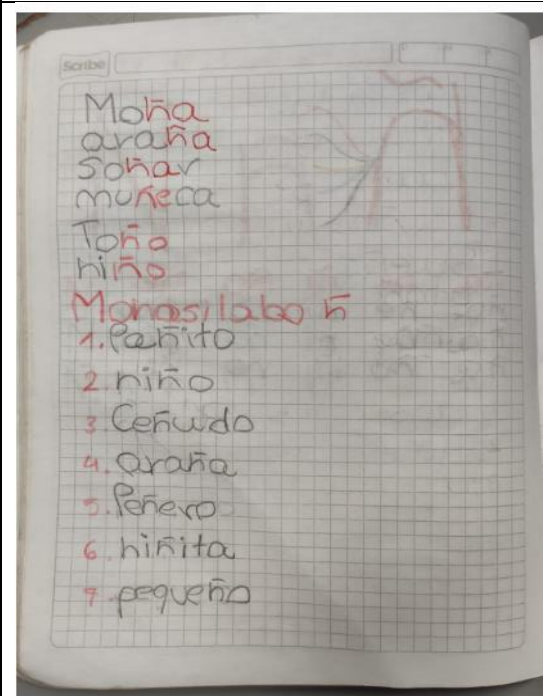 Scribe
Moña
araña
Soñar
muñeca
Toño
niño
Monosilabo ñ
1. Pañito
2 niño
3 Ceñudo
4. araña
5. Peñero
6. niñita
7. pequeño